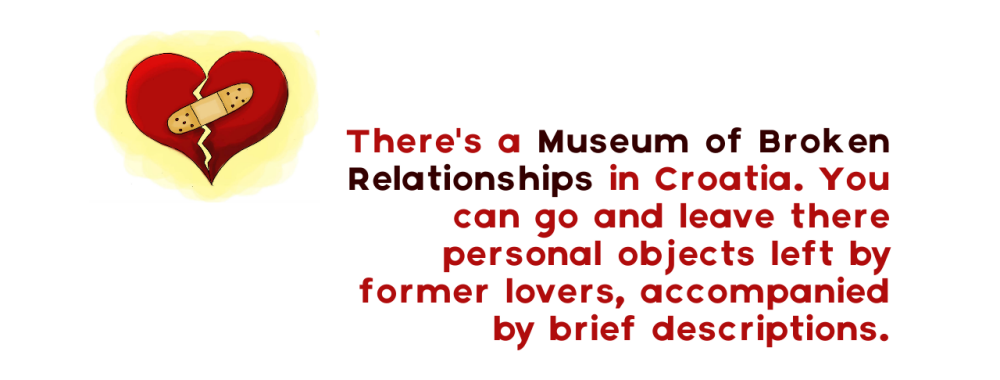 There's a Museum of Broken
Relationships in Croatia. You
can go and leave there
personal objects left by
former lovers, accompanied
by brief descriptions.